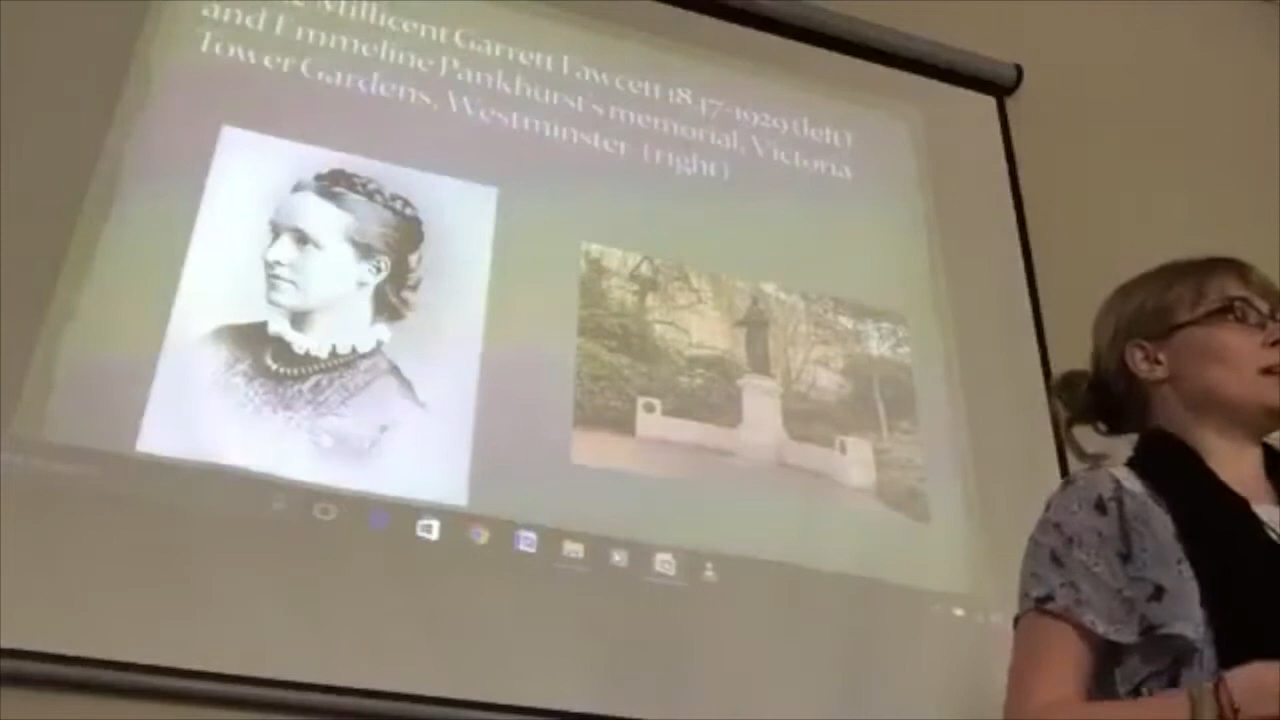 Millicent Garrett Fawcett 1847-1929 (left)
and Emmeline Pankhurst's memorial, Victoria
Tower Gardens, Westminster (right)